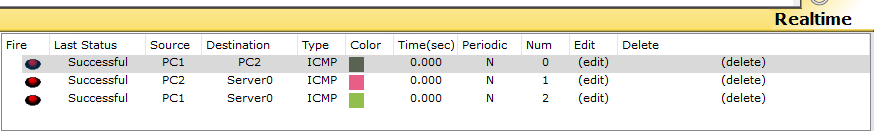 Realtime
Fire Last Status Source Destination Type Color Time(sec) Periodic Num Edit Delete
Successful PC1 PC2 ICMP 0.000 N 0 (edit) (delete)
Successful PC2 Server0 ICMP 0.000 N 1 (edit) (delete)
Successful PC1 Server0 ICMP 0.000 N 2 (edit) (delete)